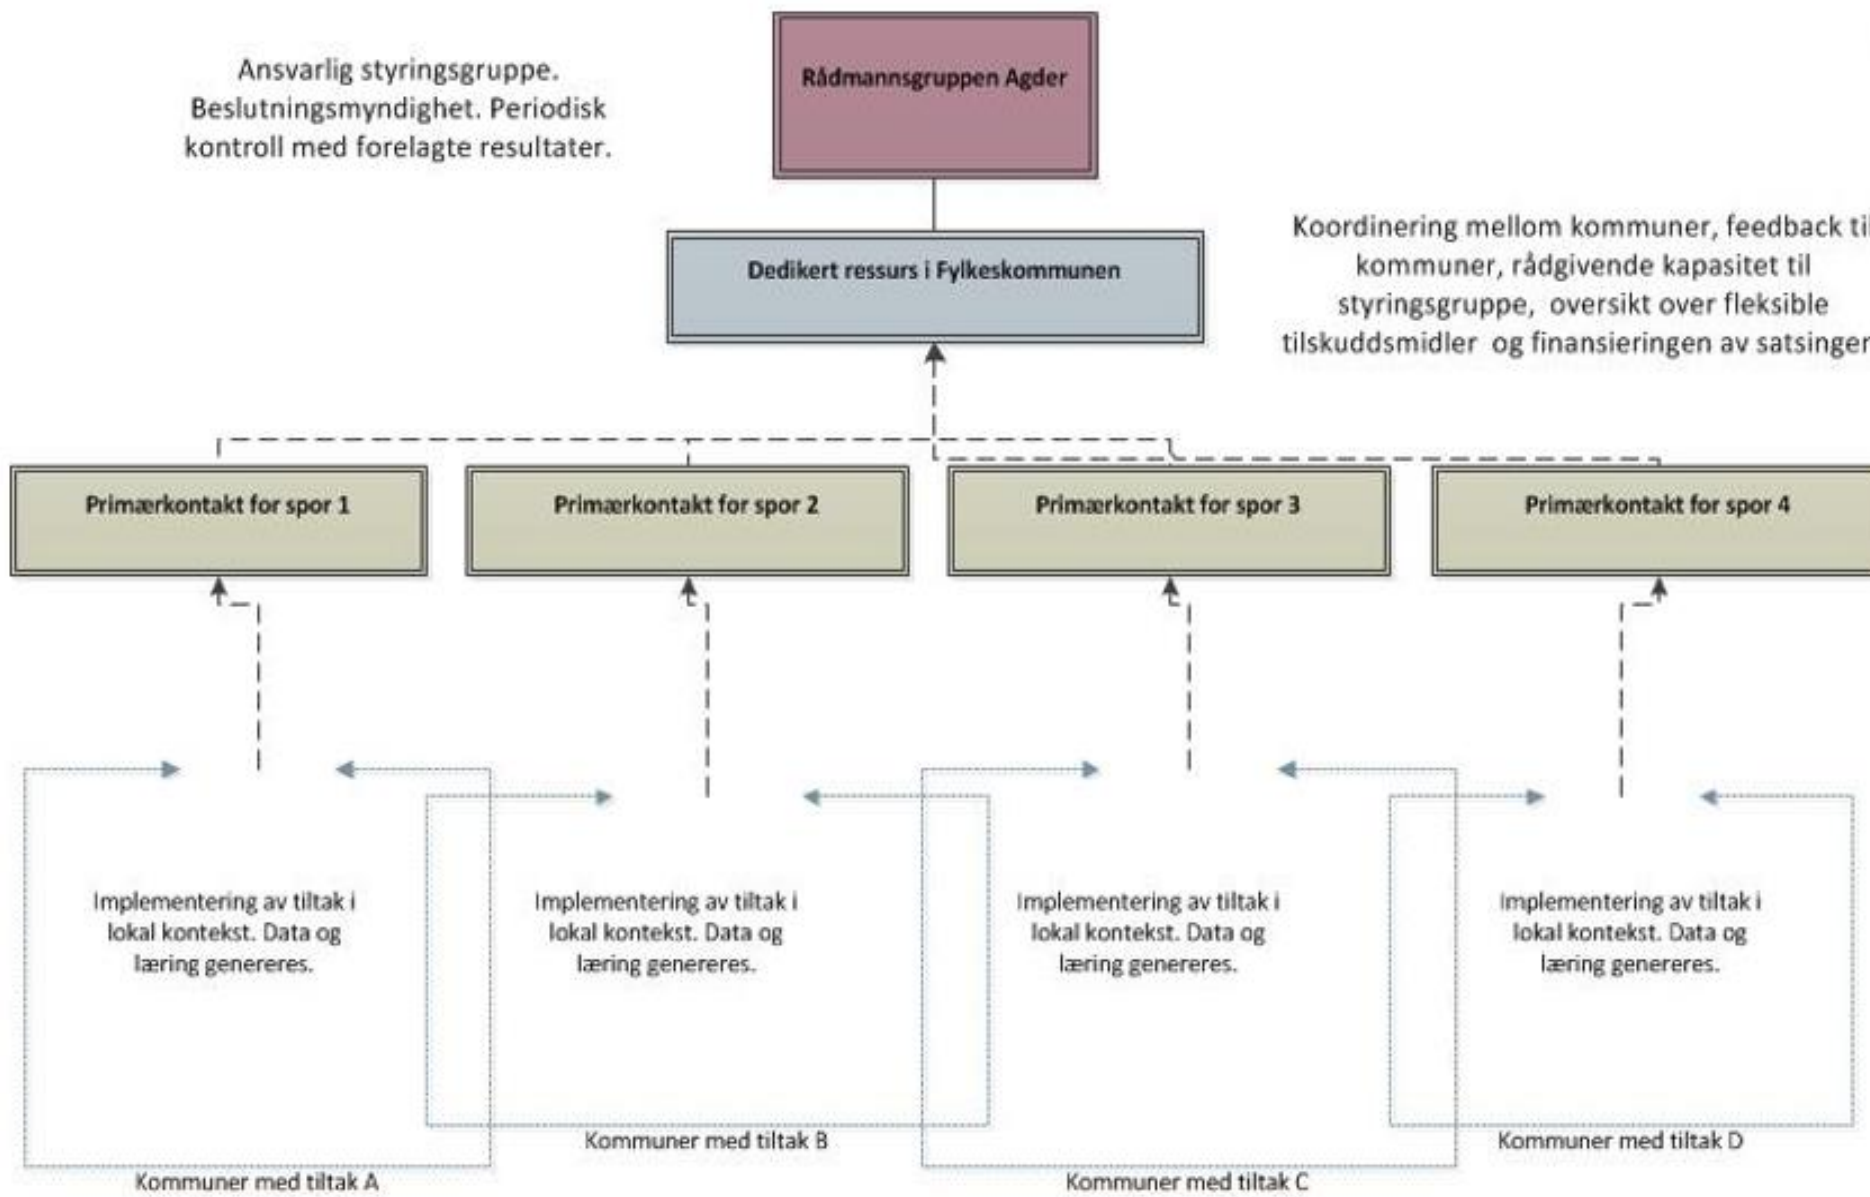 Rådmannsgruppen Agder
Ansvarlig styringsgruppe.
Beslutningsmyndighet. Periodisk
kontroll med forelagte resultater.
Dedikert ressurs i Fylkeskommunen
Koordinering mellom kommuner, feedback til
kommuner, rådgivende kapasitet til
styringsgruppe, oversikt over fleksible
tilskuddsmidler og finansieringen av satsingen
Primærkontakt for spor 1
Primærkontakt for spor 2
Primærkontakt for spor 3
Primærkontakt for spor 4
Implementering av tiltak i
lokal kontekst. Data og
læring genereres.
Implementering av tiltak i
lokal kontekst. Data og
læring genereres.
Implementering av tiltak i
lokal kontekst. Data og
læring genereres.
Implementering av tiltak i
lokal kontekst. Data og
læring genereres.
Kommuner med tiltak A
Kommuner med tiltak B
Kommuner med tiltak C
Kommuner med tiltak D